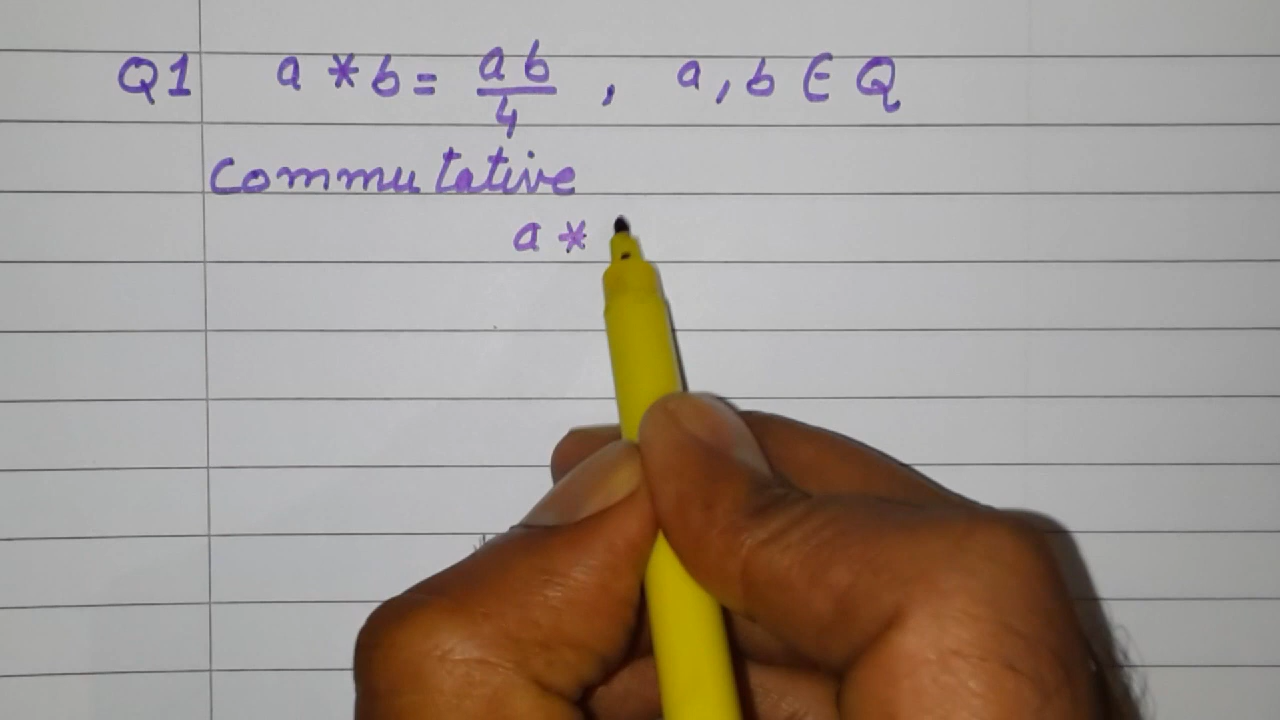 Q1 a * b = ab/4 , a, b ∈ Q
Commutative
a *